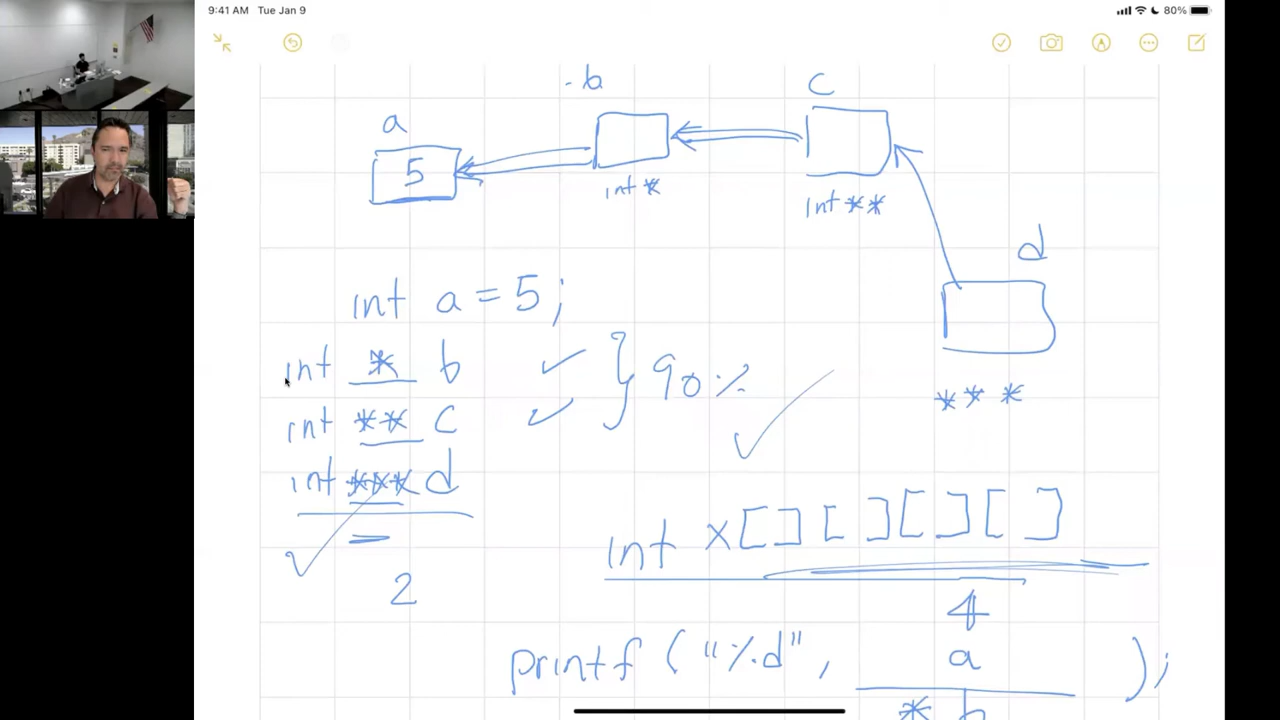 9:41 AM Tue Jan 9
80%
b
c
a
5
int *
int **
d
int a = 5;
int * b
int ** c
} 90%
* * *
int *** d
int x[][][][]
2
4
printf ("%d", a );
* b